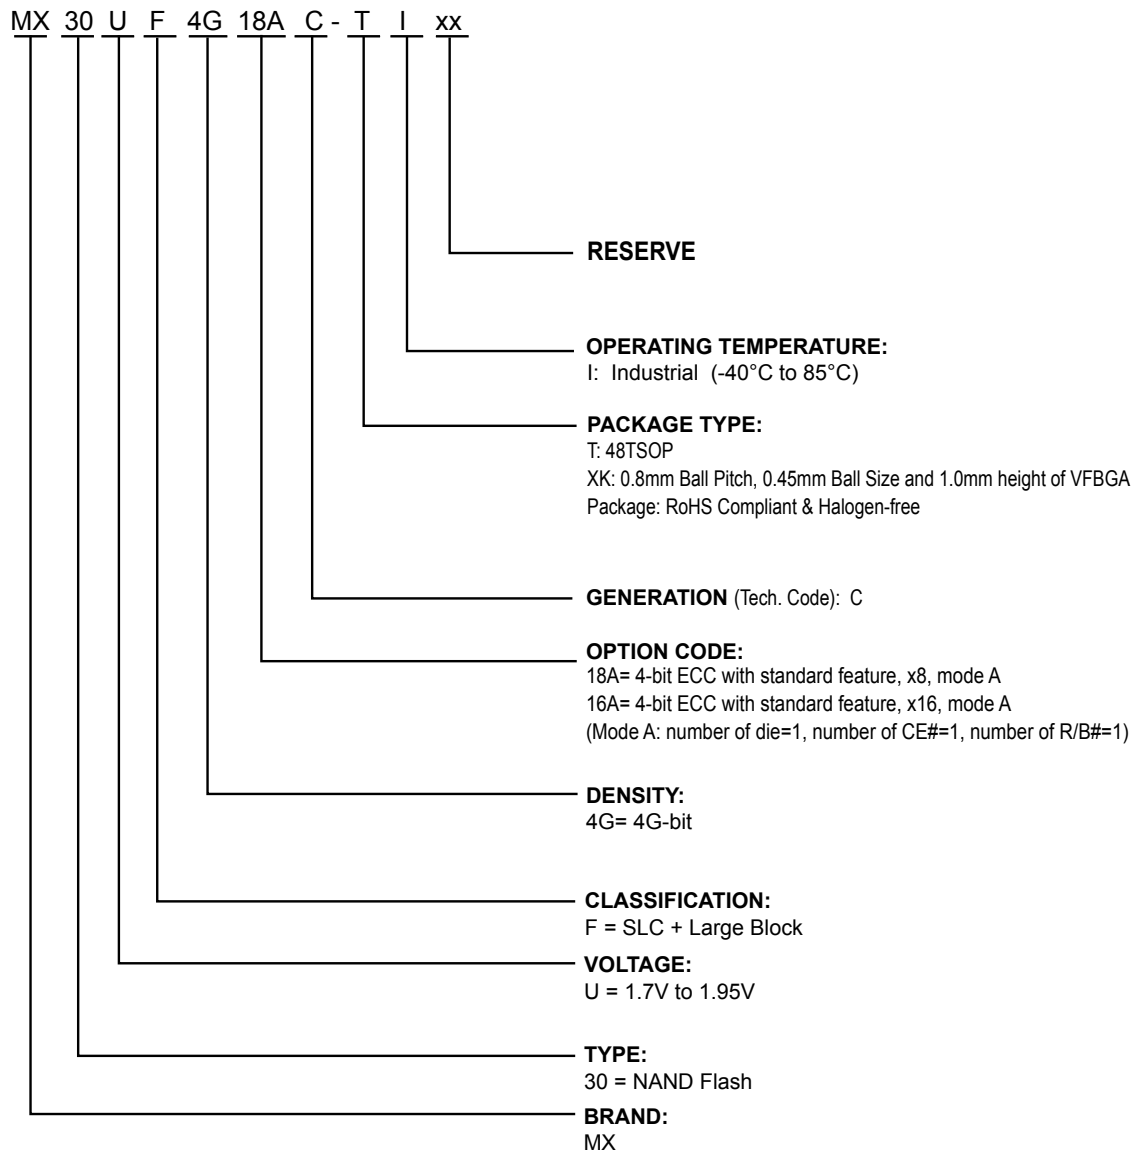 MX 30 U F 4G 18A C - T I xx
RESERVE
OPERATING TEMPERATURE:
I: Industrial (-40°C to 85°C)
PACKAGE TYPE:
T: 48TSOP
XK: 0.8mm Ball Pitch, 0.45mm Ball Size and 1.0mm height of VFBGA
Package: RoHS Compliant & Halogen-free
GENERATION (Tech. Code): C
OPTION CODE:
18A= 4-bit ECC with standard feature, x8, mode A
16A= 4-bit ECC with standard feature, x16, mode A
(Mode A: number of die=1, number of CE#=1, number of R/B#=1)
DENSITY:
4G= 4G-bit
CLASSIFICATION:
F = SLC + Large Block
VOLTAGE:
U = 1.7V to 1.95V
TYPE:
30 = NAND Flash
BRAND:
MX